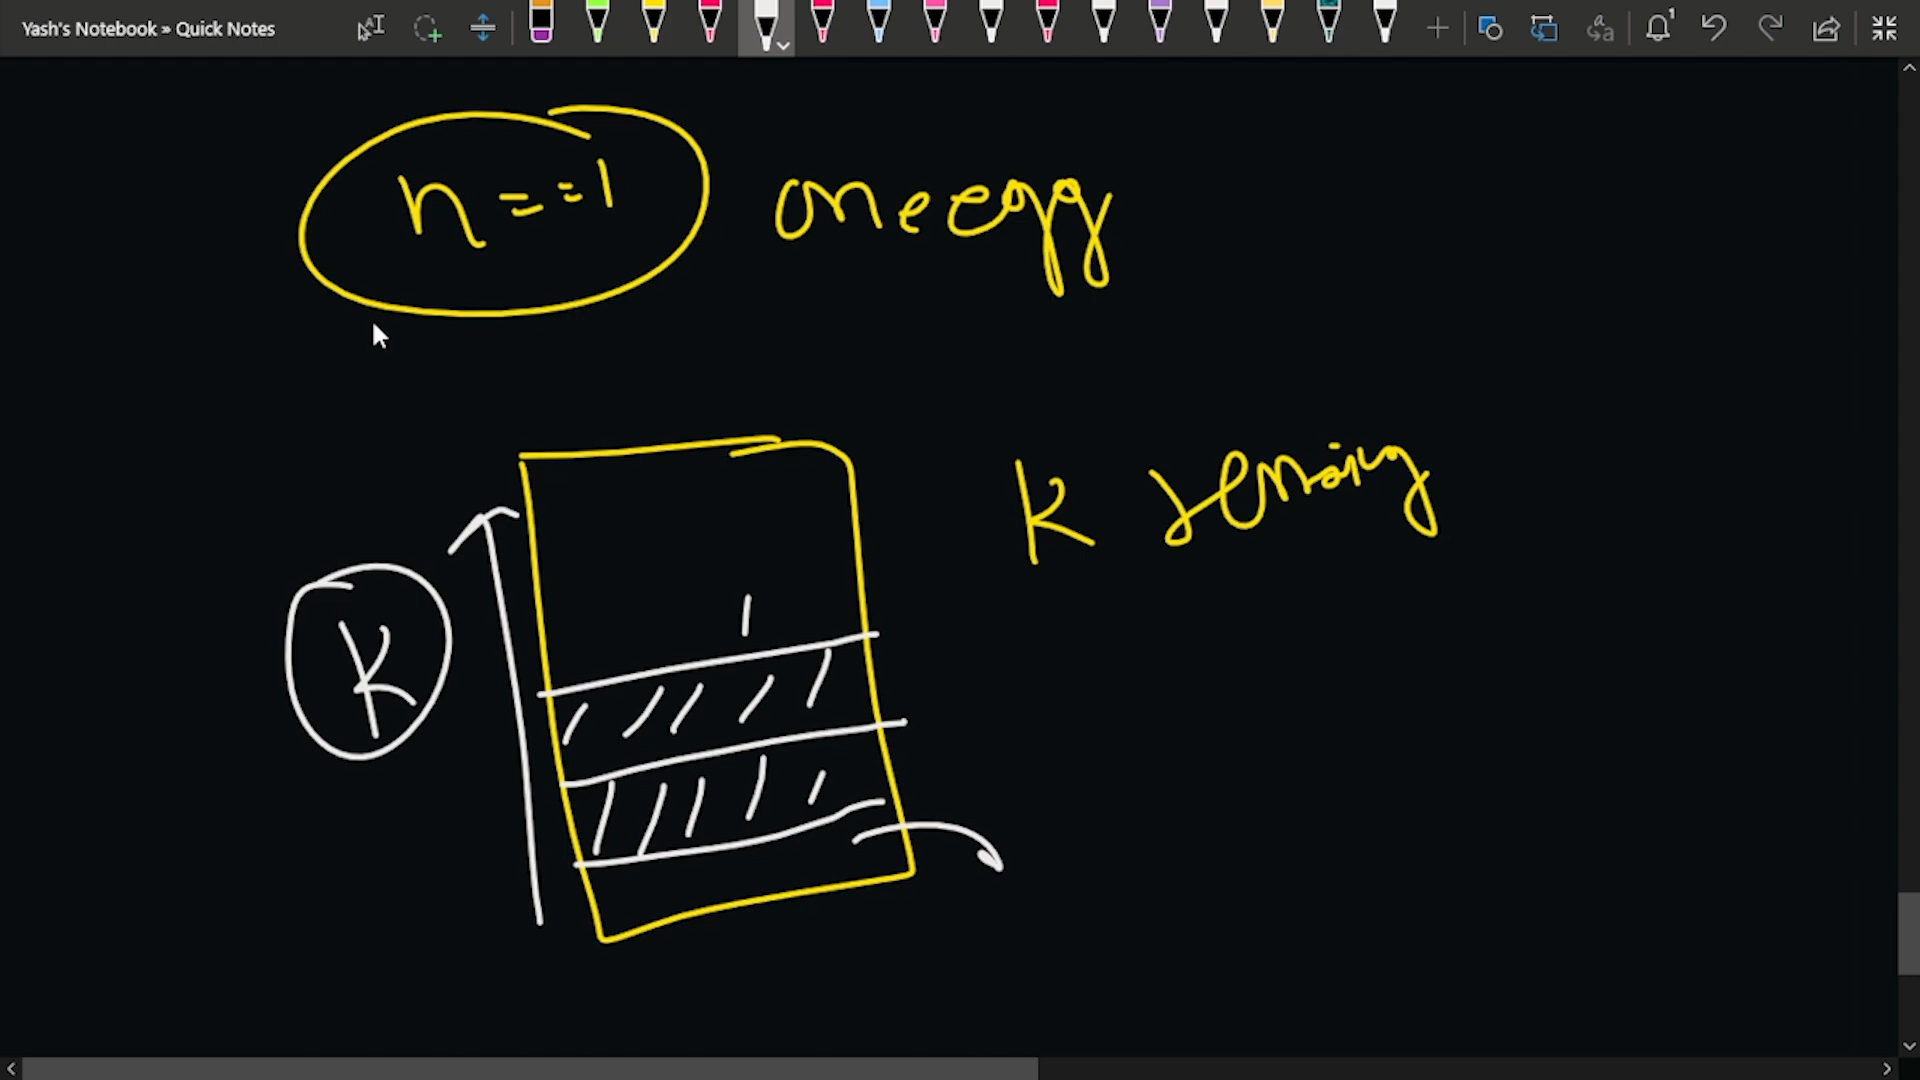 Yash's Notebook » Quick Notes
n==1 one egg
K remaining
K